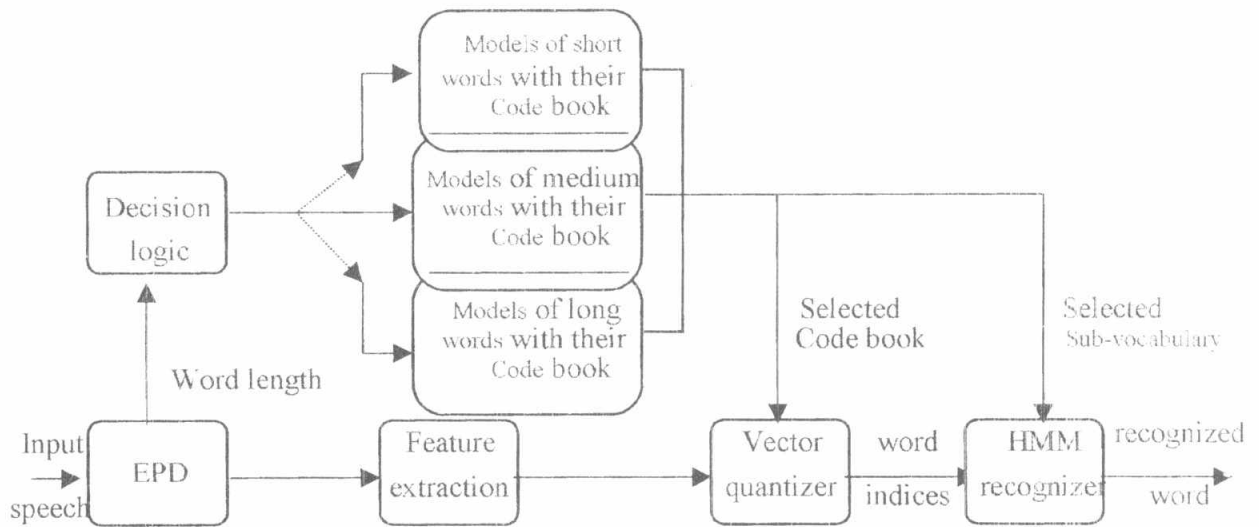 Models of short
words with their
Code book
Models of medium
words with their
Code book
Models of long
words with their
Code book
Decision
logic
Selected
Code book
Selected
Sub-vocabulary
Word length
Input
speech
EPD
Feature
extraction
Vector
quantizer
word
indices
HMM
recognizer
recognized
word